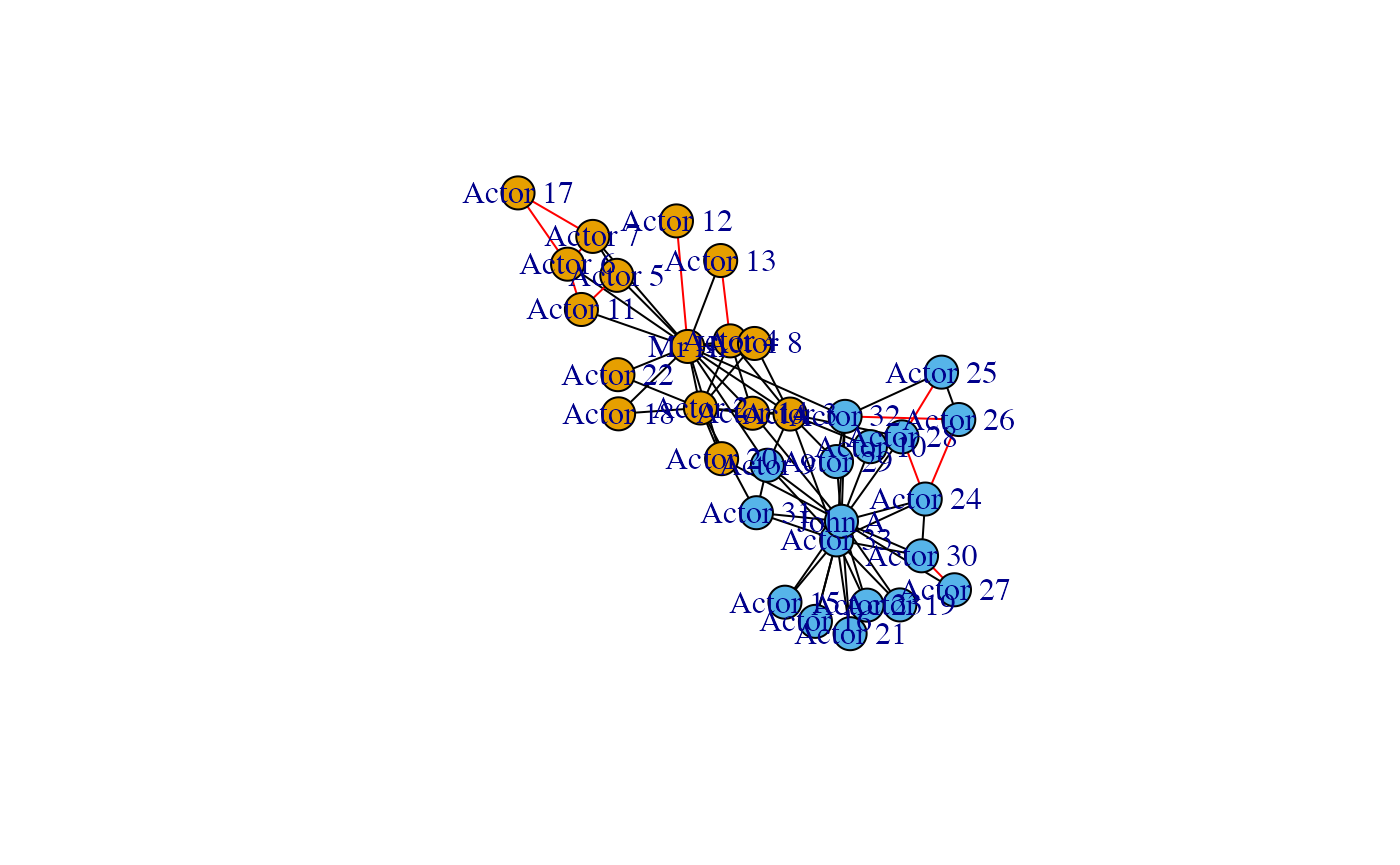 Actor 17
Actor 12
Actor 7
Actor 13
Actor 6
Actor 5
Actor 11
Mr Hi
Actor 4
Actor 8
Actor 22
Actor 25
Actor 2
Actor 18
Actor 14
Actor 3
Actor 32
Actor 26
Actor 28
Actor 10
Actor 20
Actor 9
Actor 29
Actor 24
Actor 31
John A
Actor 33
Actor 30
Actor 27
Actor 15
Actor 23
Actor 19
Actor 16
Actor 21